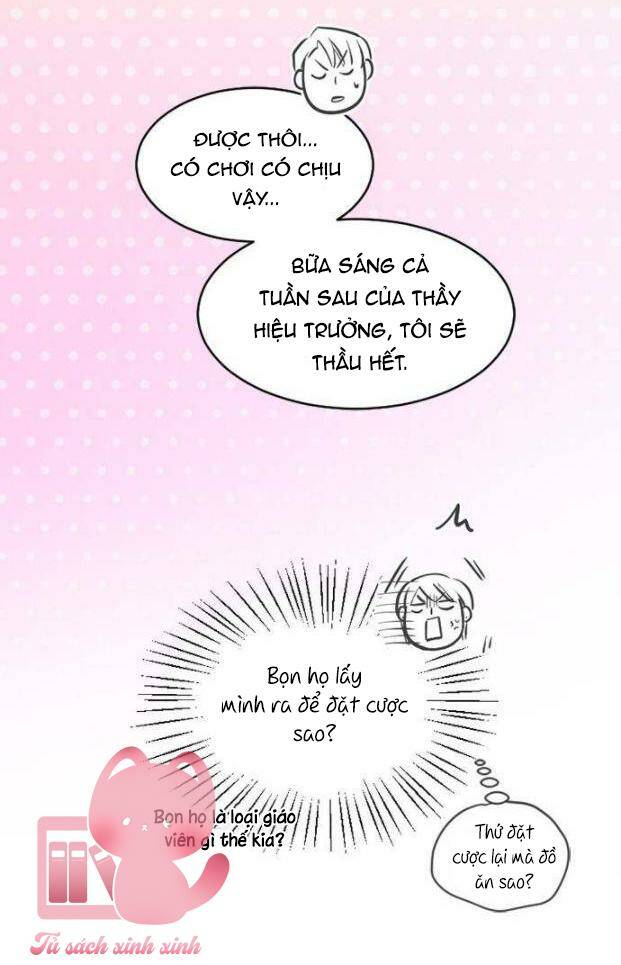 ĐƯỢC THÔI...
CÓ CHƠI CÓ CHỊU
VẬY...
BỮA SÁNG CẢ
TUẦN SAU CỦA THẦY
HIỆU TRƯỞNG, TÔI SẼ
THẦU HẾT.
Bọn họ lấy
mình ra để đặt cược
sao?
Bọn họ là loại giáo
viên gì thế kia?
Thứ đặt
cược lại mà đồ
ăn sao?
Tủ sách xinh xinh